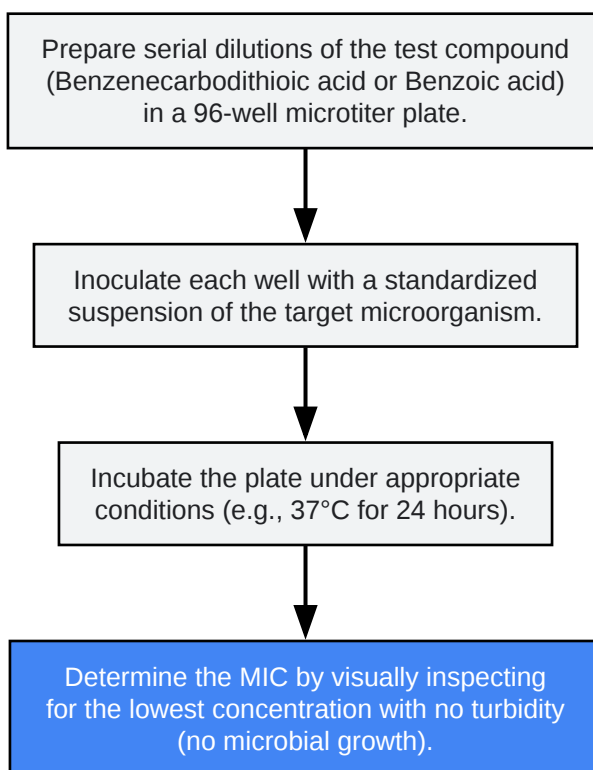 Prepare serial dilutions of the test compound
(Benzenecarbodithioic acid or Benzoic acid)
in a 96-well microtiter plate.
Inoculate each well with a standardized
suspension of the target microorganism.
Incubate the plate under appropriate
conditions (e.g., 37°C for 24 hours).
Determine the MIC by visually inspecting
for the lowest concentration with no turbidity
(no microbial growth).